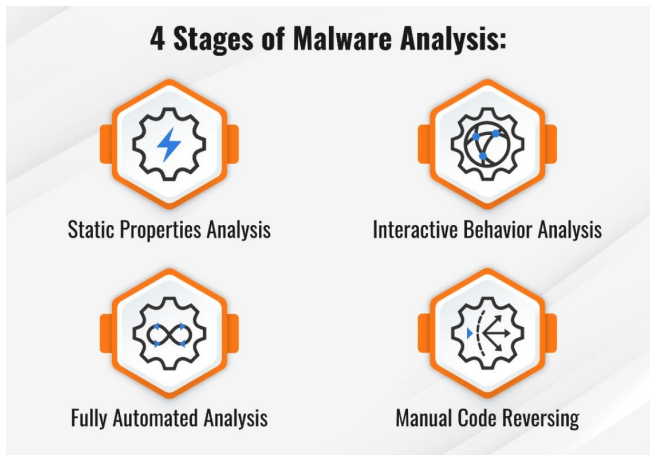 4 Stages of Malware Analysis:
Static Properties Analysis
Interactive Behavior Analysis
Fully Automated Analysis
Manual Code Reversing